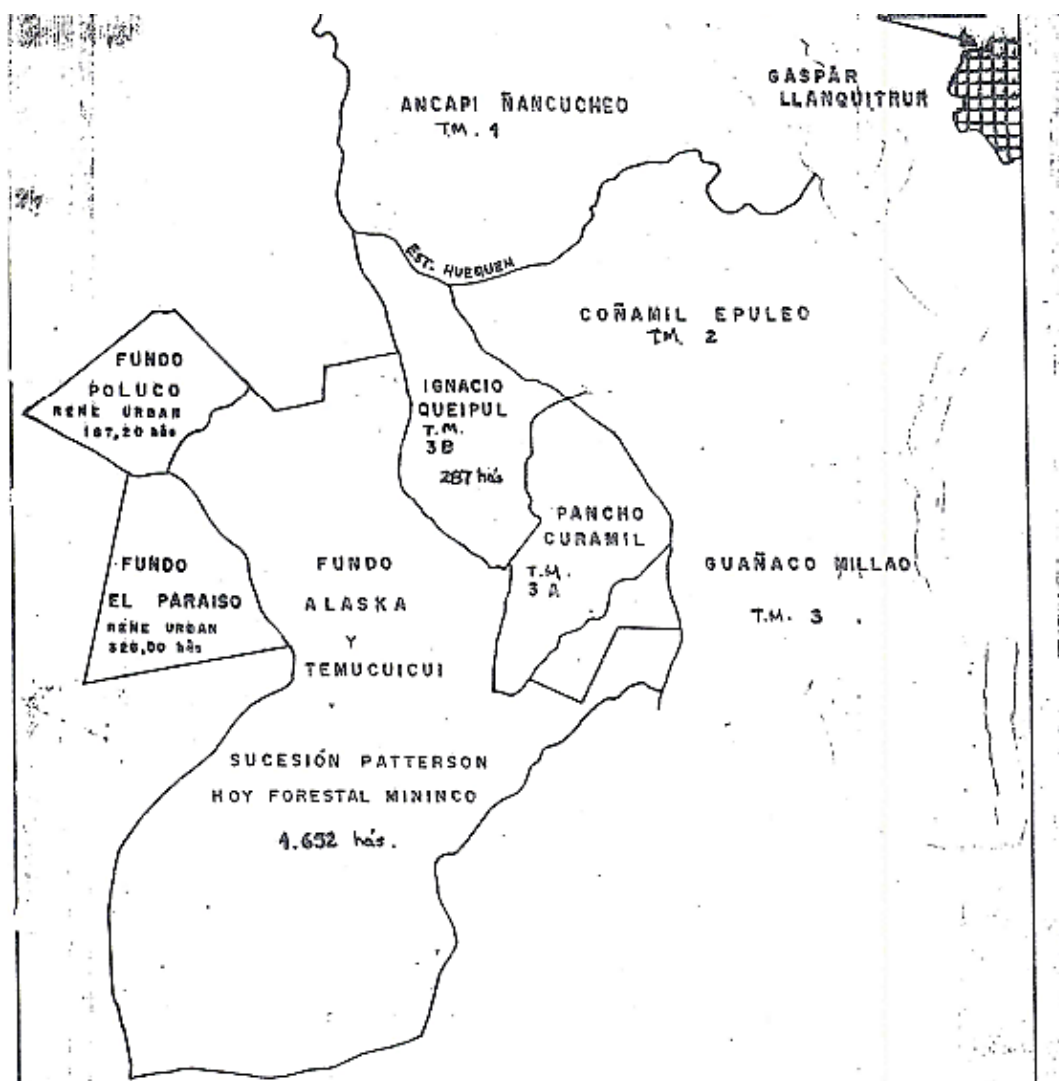 GASPAR
LLANQUITRUR
ANCAPI ÑANCUCHEO
T.M. 1
EST. HUEQUEN
COÑAMIL EPULEO
T.M. 2
FUNDO
POLUCO
RENE URBAN
187,20 hás
IGNACIO
QUEIPUL
T.M.
3B
287 hás
PANCHO
CURAMIL
T.M.
3 A
GUAÑACO MILLAO
T.M. 3
FUNDO
EL PARAISO
RENE URBAN
326,00 hás
FUNDO
ALASKA
Y
TEMUCUICUI
SUCESIÓN PATTERSON
HOY FORESTAL MININCO
1.652 hás.